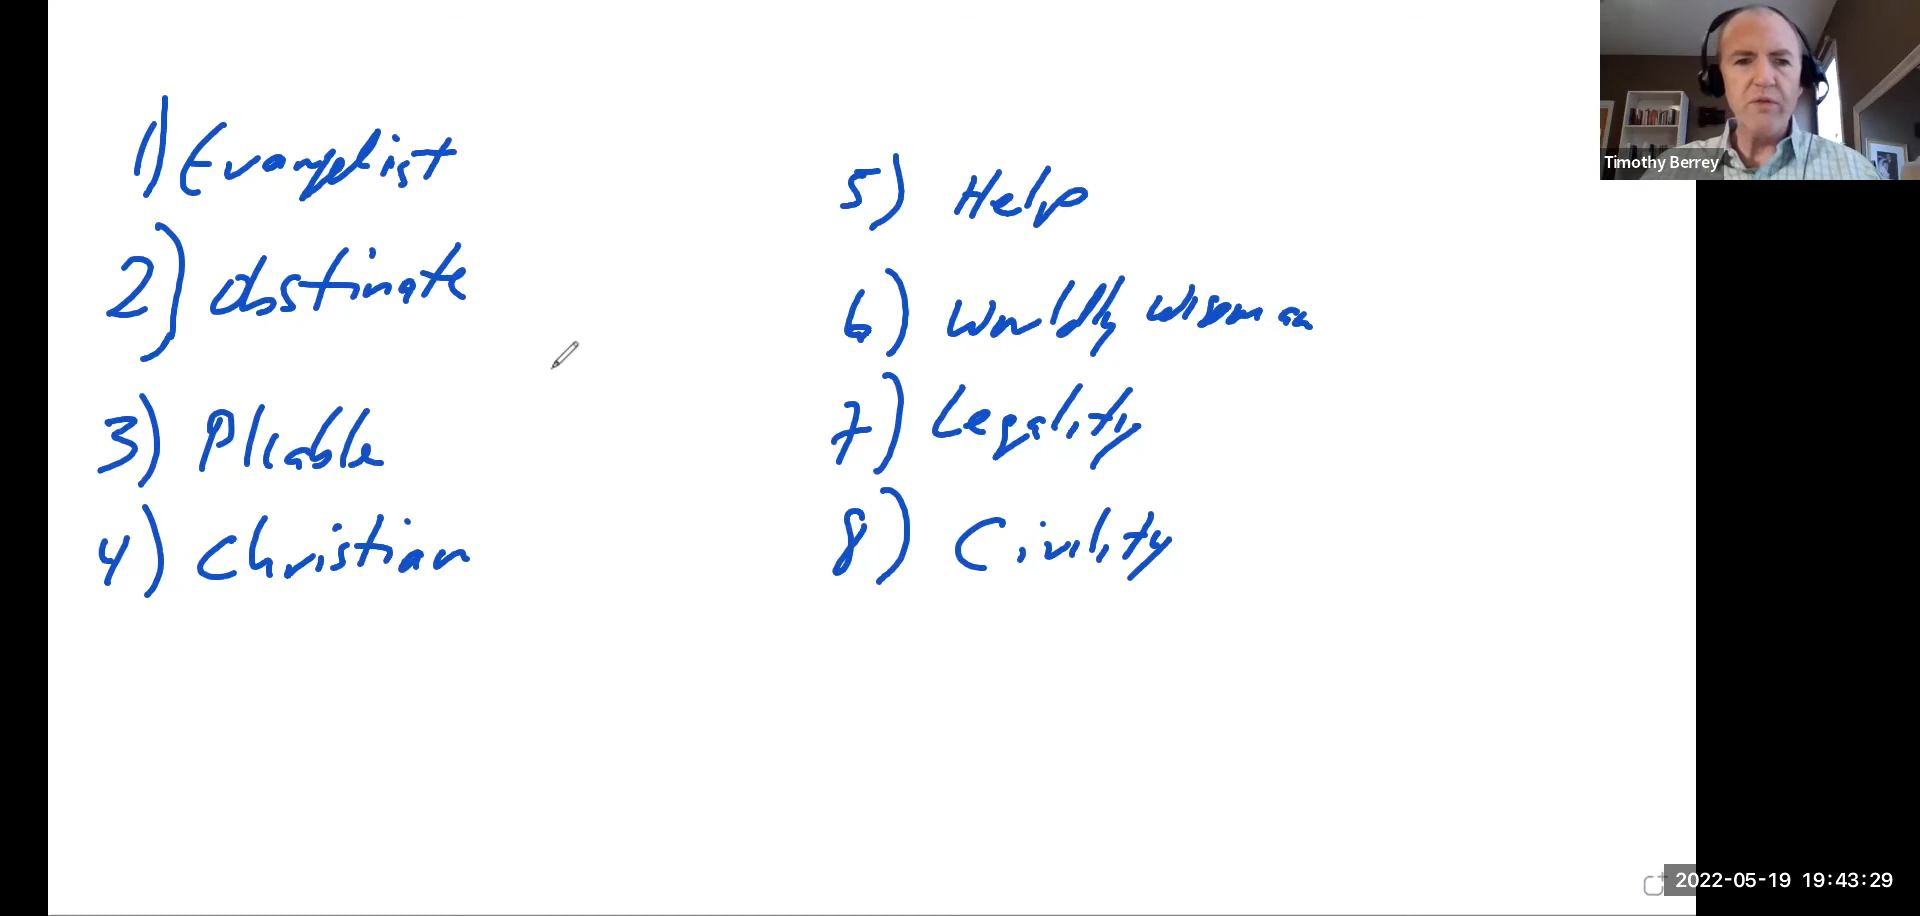 1) Evangelist
2) Obstinate
3) Pliable
4) Christian
5) Help
6) Worldly Wiseman
7) Legality
8) Civility
Timothy Berrey
2022-05-19 19:43:29